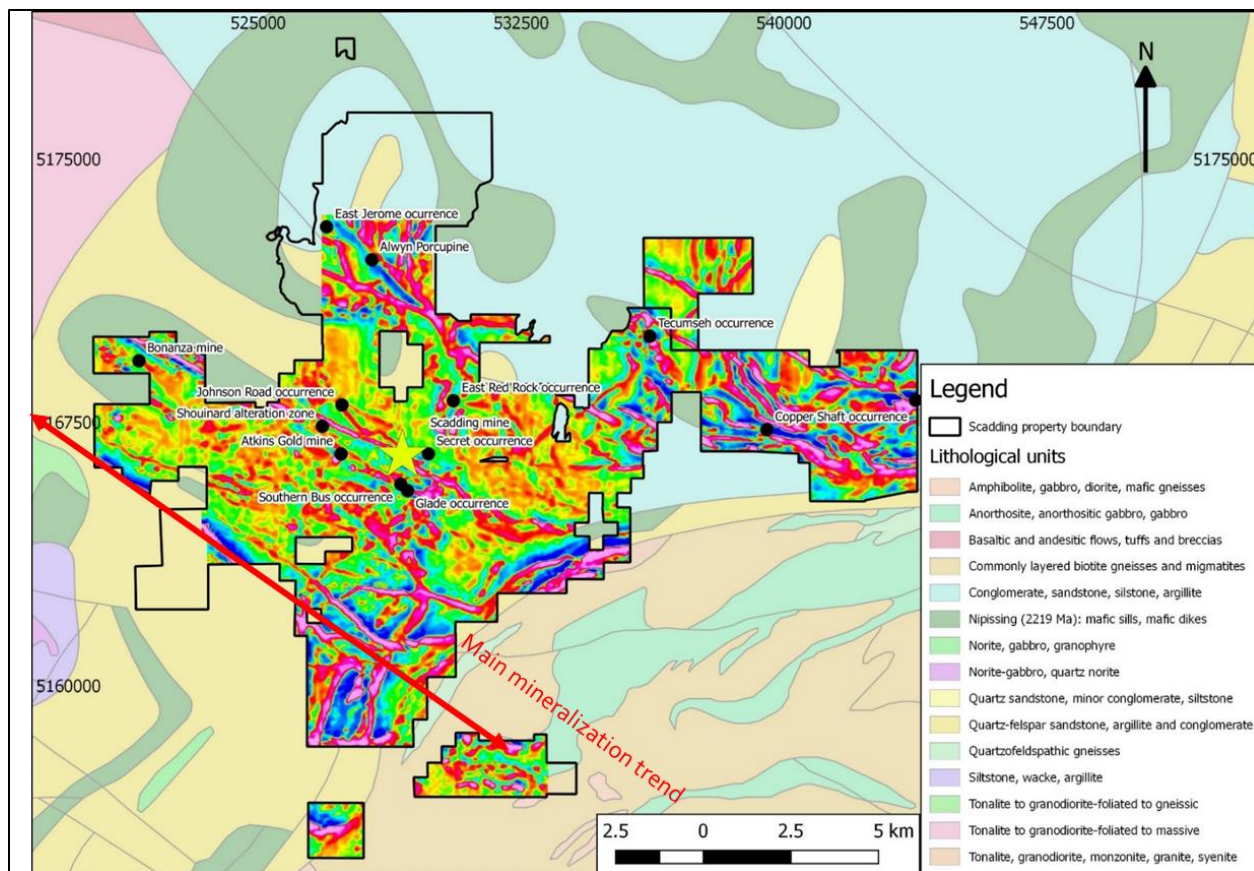 525000
532500
540000
547500
N
5175000
5175000
East Jerome ocurrence
Alwyn Porcupine
Tecumseh occurrence
Bonanza mine
Johnson Road occurrence
East Red Rock occurrence
Shouinard alteration zone
Scadding mine
167500
Copper Shaft occurrence
Atkins Gold mine
Secret occurrence
Southern Bus occurrence
Glade occurrence
5160000
Main mineralization trend
2.5 0 2.5 5 km
Legend
Scadding property boundary
Lithological units
Amphibolite, gabbro, diorite, mafic gneisses
Anorthosite, anorthositic gabbro, gabbro
Basaltic and andesitic flows, tuffs and breccias
Commonly layered biotite gneisses and migmatites
Conglomerate, sandstone, silstone, argillite
Nipissing (2219 Ma): mafic sills, mafic dikes
Norite, gabbro, granophyre
Norite-gabbro, quartz norite
Quartz sandstone, minor conglomerate, siltstone
Quartz-felspar sandstone, argillite and conglomerate
Quartzofeldspathic gneisses
Siltstone, wacke, argillite
Tonalite to granodiorite-foliated to gneissic
Tonalite to granodiorite-foliated to massive
Tonalite, granodiorite, monzonite, granite, syenite